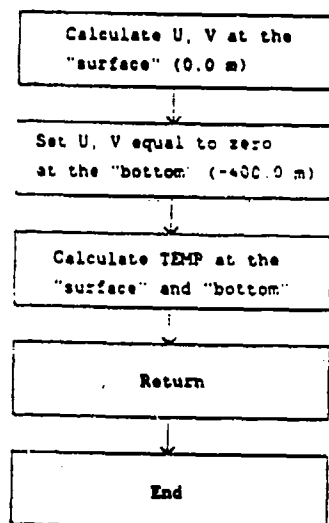 Calculate U, V at the
"surface" (0.0 m)
Set U, V equal to zero
at the "bottom" (-400.0 m)
Calculate TEMP at the
"surface" and "bottom"
Return
End